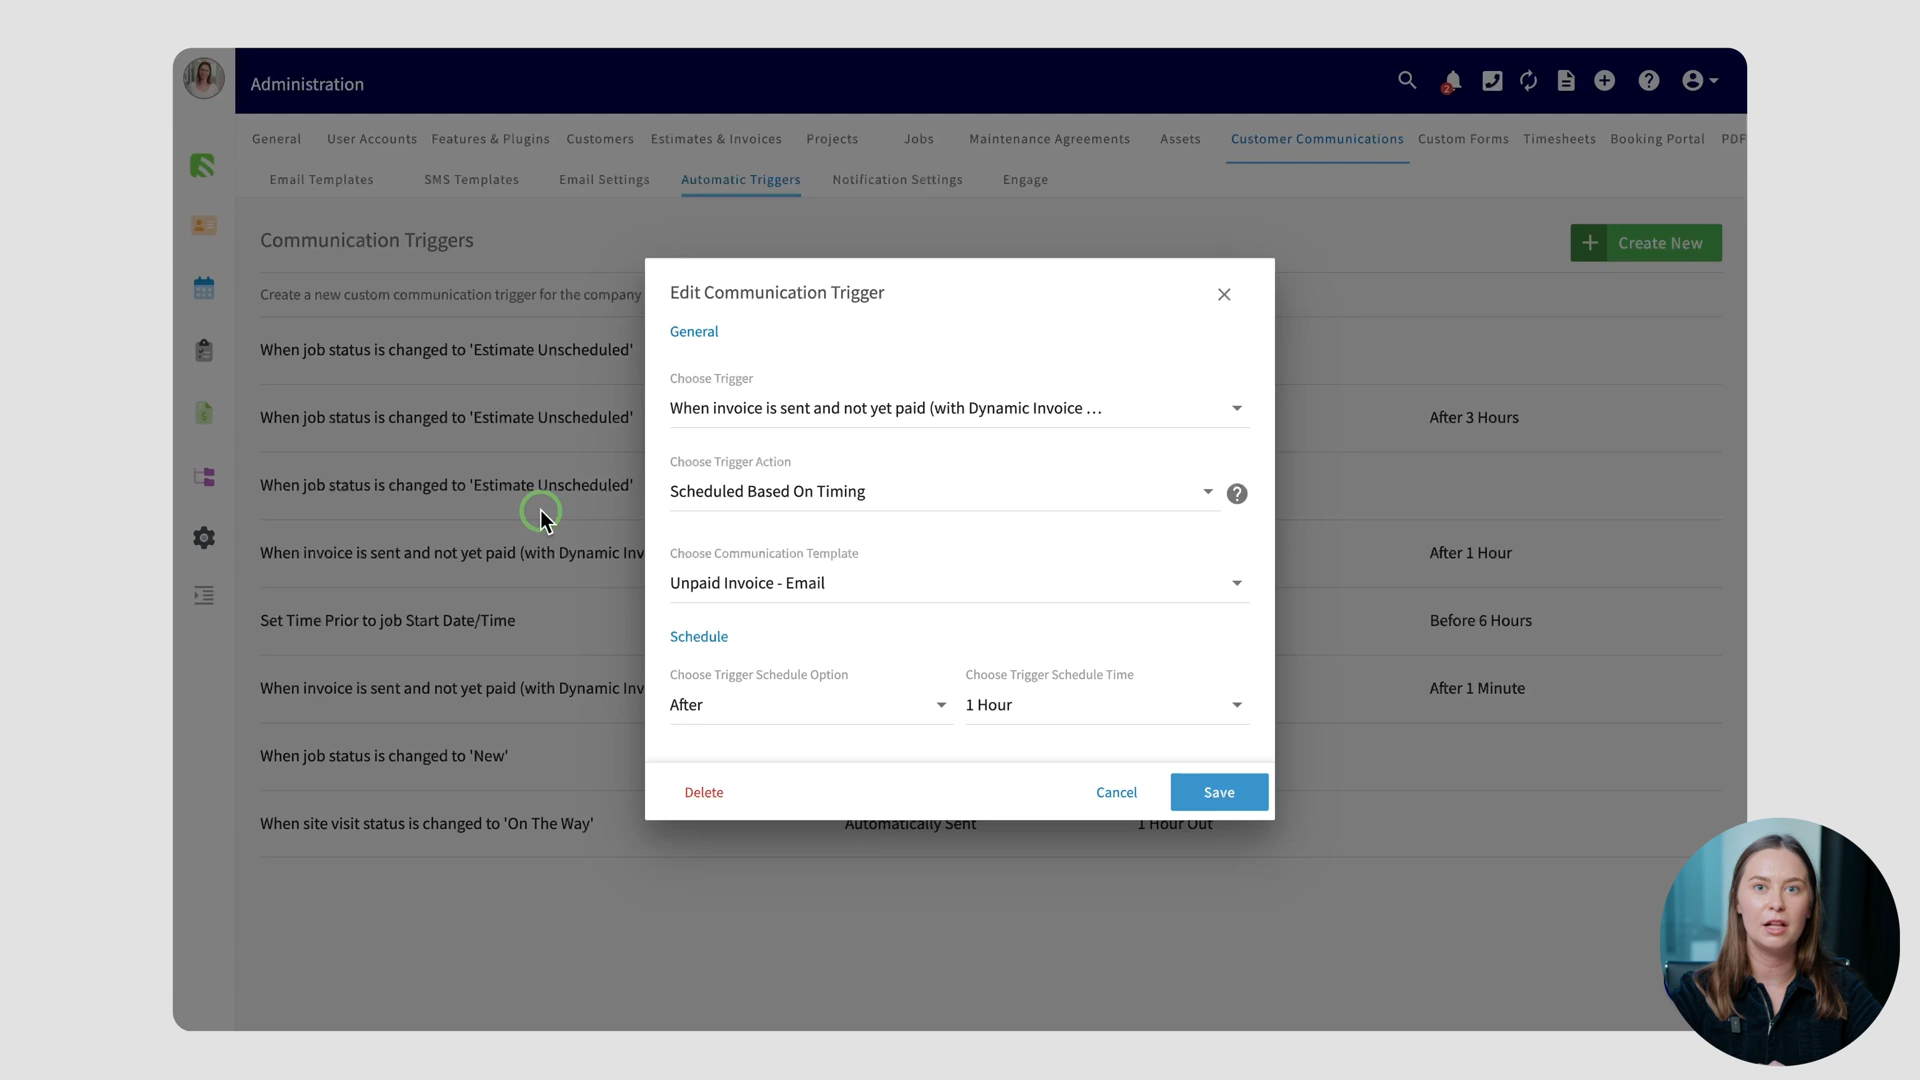 Administration
2
General User Accounts Features & Plugins Customers Estimates & Invoices Projects Jobs Maintenance Agreements Assets Customer Communications Custom Forms Timesheets Booking Portal PDF
Email Templates SMS Templates Email Settings Automatic Triggers Notification Settings Engage
Communication Triggers
+ Create New
Create a new custom communication trigger for the company
When job status is changed to 'Estimate Unscheduled'
When job status is changed to 'Estimate Unscheduled' After 3 Hours
When job status is changed to 'Estimate Unscheduled'
When invoice is sent and not yet paid (with Dynamic Inv After 1 Hour
Set Time Prior to job Start Date/Time Before 6 Hours
When invoice is sent and not yet paid (with Dynamic Inv After 1 Minute
When job status is changed to 'New'
When site visit status is changed to 'On The Way' Automatically Sent 1 Hour Out
Edit Communication Trigger
General
Choose Trigger
When invoice is sent and not yet paid (with Dynamic Invoice ...
Choose Trigger Action
Scheduled Based On Timing
Choose Communication Template
Unpaid Invoice - Email
Schedule
Choose Trigger Schedule Option Choose Trigger Schedule Time
After 1 Hour
Delete Cancel Save